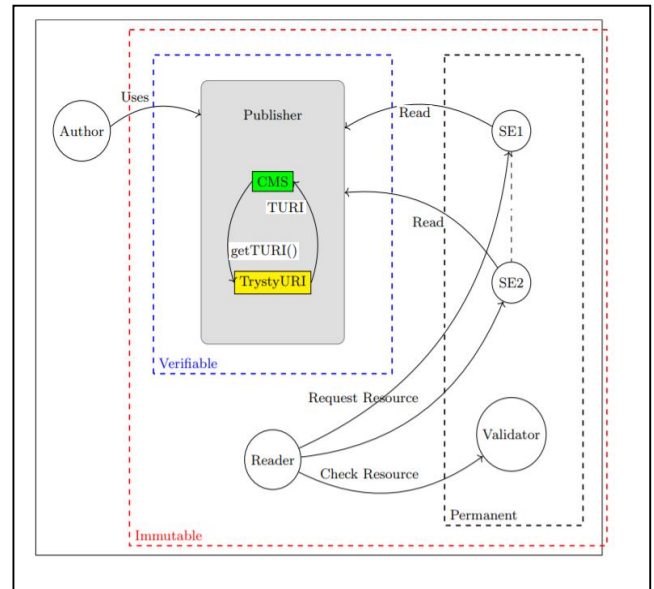 Uses
Author
Publisher
Read
SE1
CMS
TURI
Read
getTURI()
TrystyURI
SE2
Verifiable
Request Resource
Validator
Reader
Check Resource
Permanent
Immutable